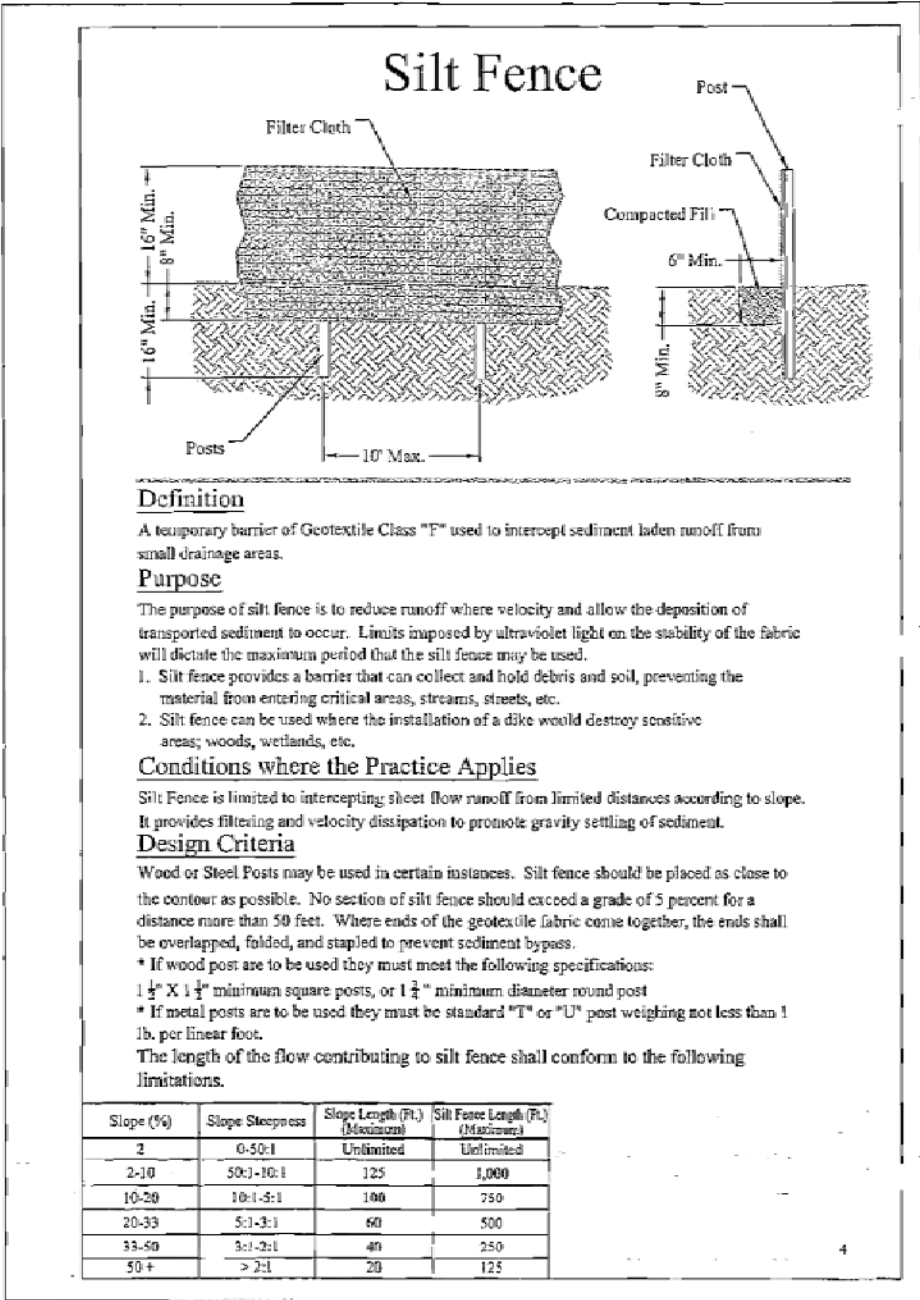 Silt Fence
Post
Filter Cloth
Filter Cloth
Compacted Fill
6" Min.
16" Min.
8" Min.
16" Min.
8" Min.
Posts
10' Max.
Definition
A temporary barrier of Geotextile Class "F" used to intercept sediment laden runoff from
small drainage areas.
Purpose
The purpose of silt fence is to reduce runoff where velocity and allow the deposition of
transported sediment to occur. Limits imposed by ultraviolet light on the stability of the fabric
will dictate the maximum period that the silt fence may be used.
1. Silt fence provides a barrier that can collect and hold debris and soil, preventing the
material from entering critical areas, streams, streets, etc.
2. Silt fence can be used where the installation of a dike would destroy sensitive
areas; woods, wetlands, etc.
Conditions where the Practice Applies
Silt Fence is limited to intercepting sheet flow runoff from limited distances according to slope.
It provides filtering and velocity dissipation to promote gravity settling of sediment.
Design Criteria
Wood or Steel Posts may be used in certain instances. Silt fence should be placed as close to
the contour as possible. No section of silt fence should exceed a grade of 5 percent for a
distance more than 50 feet. Where ends of the geotextile fabric come together, the ends shall
be overlapped, folded, and stapled to prevent sediment bypass.
* If wood post are to be used they must meet the following specifications:
1 ½" X 1 ½" minimum square posts, or 1 ¾ " minimum diameter round post
* If metal posts are to be used they must be standard "T" or "U" post weighing not less than 1
lb. per linear foot.
The length of the flow contributing to silt fence shall conform to the following
limitations.
Slope (%) Slope Steepness Slope Length (Ft.) (Maximum) Silt Fence Length (Ft.) (Maximum)
2 0-50:1 Unlimited Unlimited
2-10 50:1-10:1 125 1,000
10-20 10:1-5:1 100 750
20-33 5:1-3:1 60 500
33-50 3:1-2:1 40 250
50 + > 2:1 20 125
4